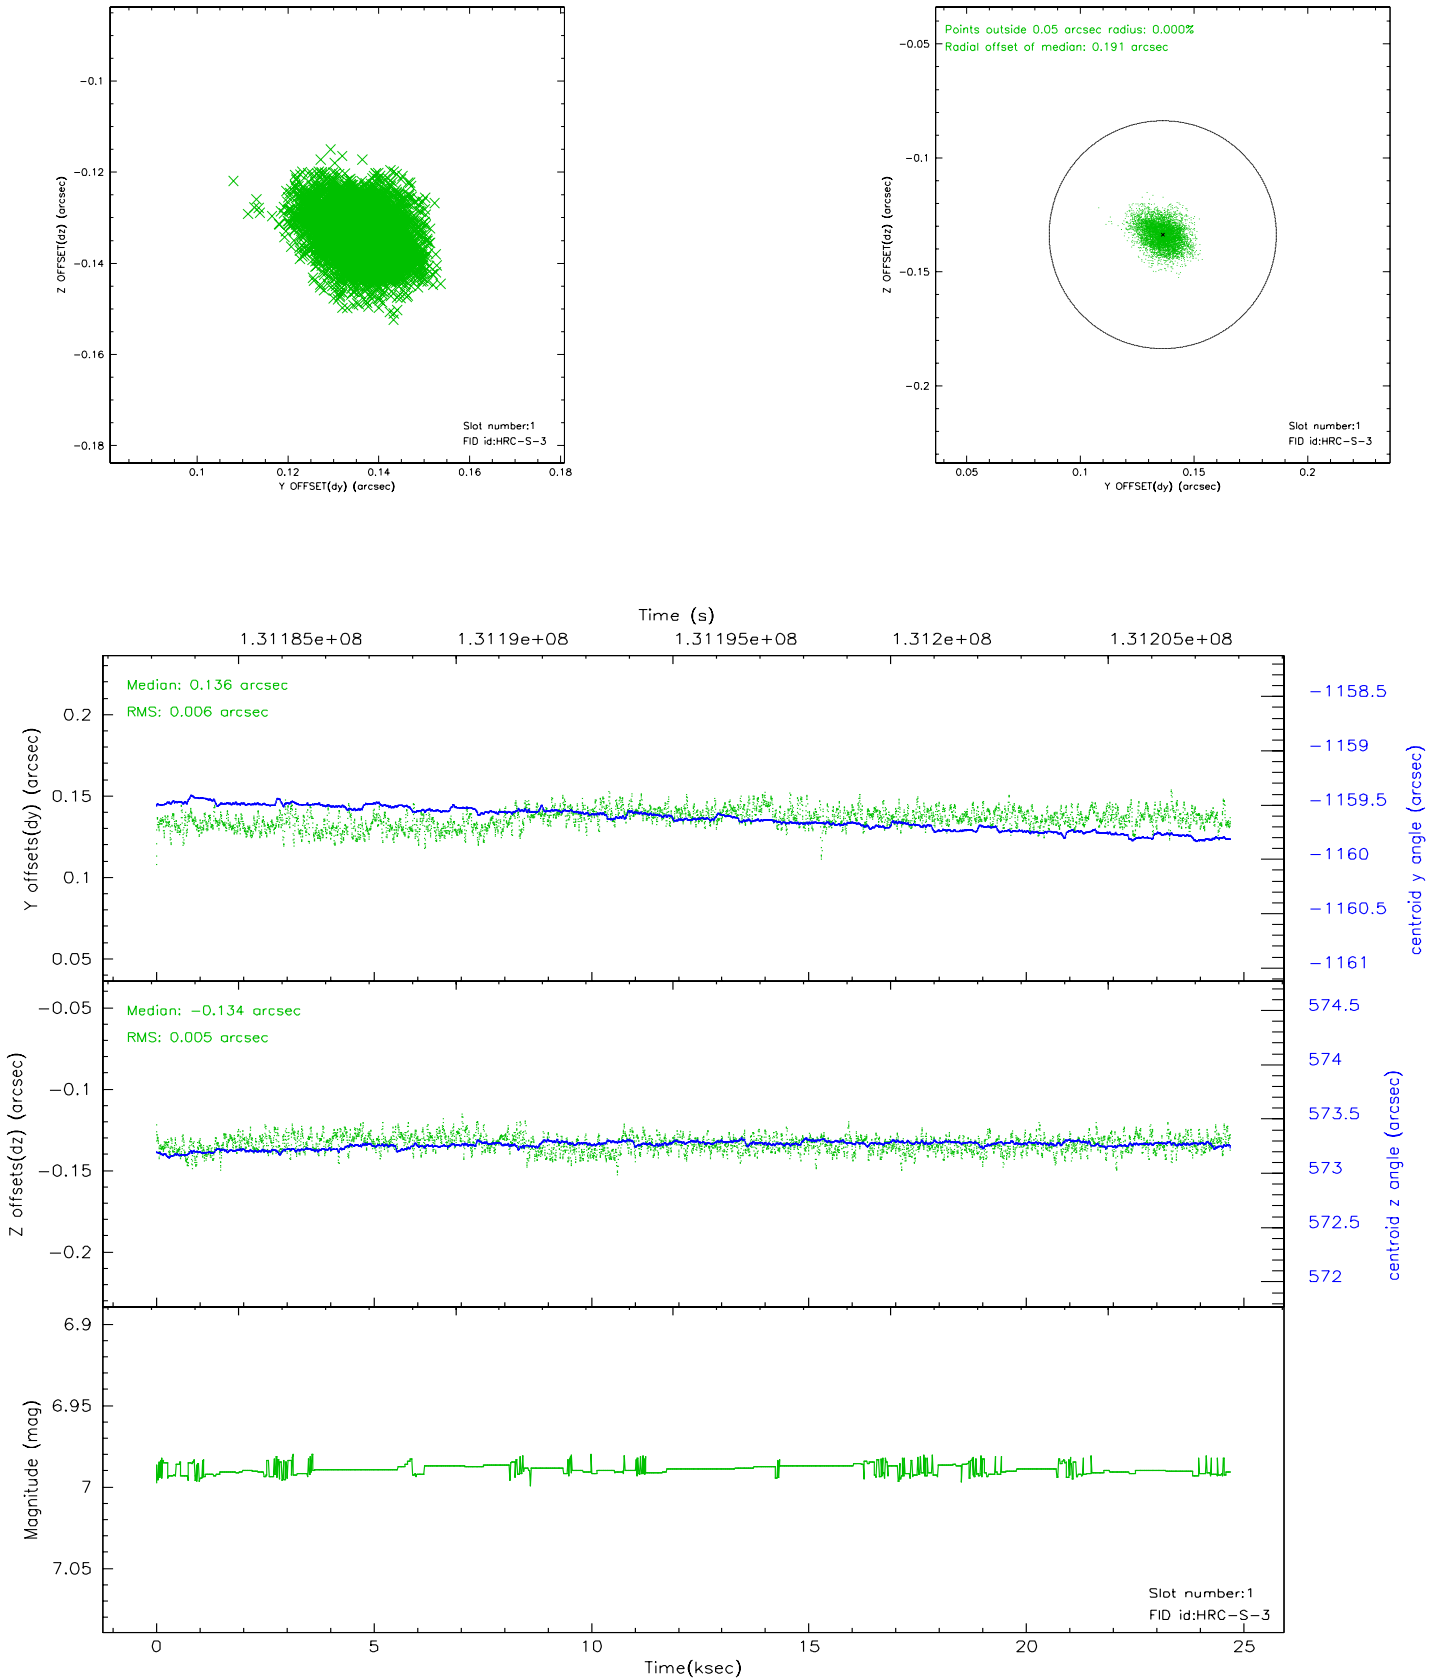 -0.1
-0.12
-0.14
-0.16
-0.18
Z OFFSET(dz) (arcsec)
Slot number:1
FID id:HRC-S-3
0.1 0.12 0.14 0.16 0.18
Y OFFSET(dy) (arcsec)
Points outside 0.05 arcsec radius: 0.000%
Radial offset of median: 0.191 arcsec
-0.05
-0.1
-0.15
-0.2
Z OFFSET(dz) (arcsec)
Slot number:1
FID id:HRC-S-3
0.05 0.1 0.15 0.2
Y OFFSET(dy) (arcsec)
Time (s)
1.31185e+08 1.3119e+08 1.31195e+08 1.312e+08 1.31205e+08
Median: 0.136 arcsec
RMS: 0.006 arcsec
0.2
0.15
0.1
0.05
Y offsets(dy) (arcsec)
-1158.5
-1159
-1159.5
-1160
-1160.5
-1161
centroid y angle (arcsec)
Median: -0.134 arcsec
RMS: 0.005 arcsec
-0.05
-0.1
-0.15
-0.2
Z offsets(dz) (arcsec)
574.5
574
573.5
573
572.5
572
centroid z angle (arcsec)
6.9
6.95
7
7.05
Magnitude (mag)
Slot number:1
FID id:HRC-S-3
0 5 10 15 20 25
Time(ksec)